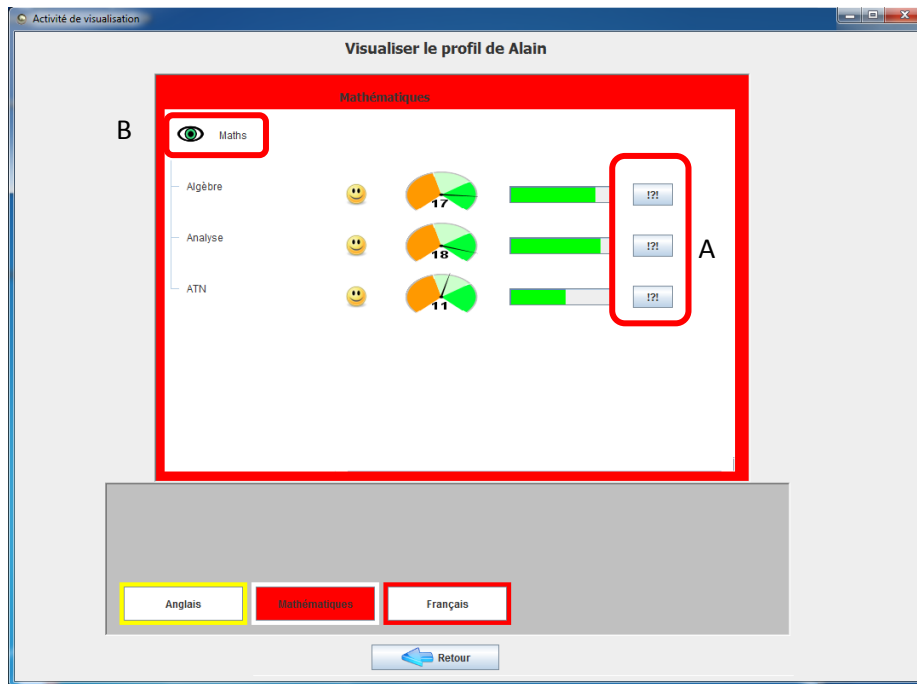 Activité de visualisation
Visualiser le profil de Alain
Mathématiques
B
Maths
Algèbre
17
!?!
Analyse
18
!?!
A
ATN
11
!?!
Anglais
Mathématiques
Français
Retour